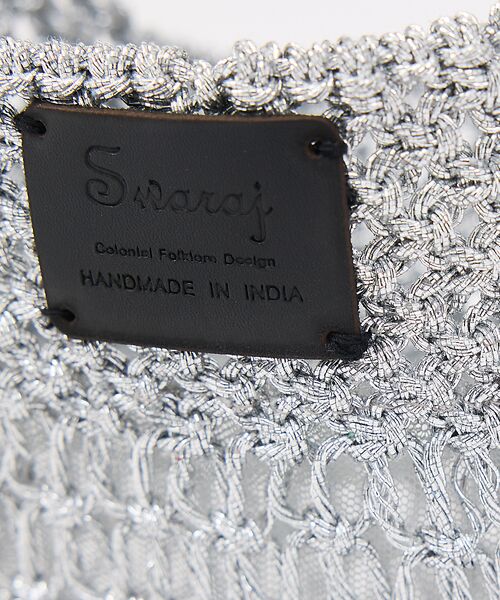 Swaraj
Colonial Folklore Design
HANDMADE IN INDIA